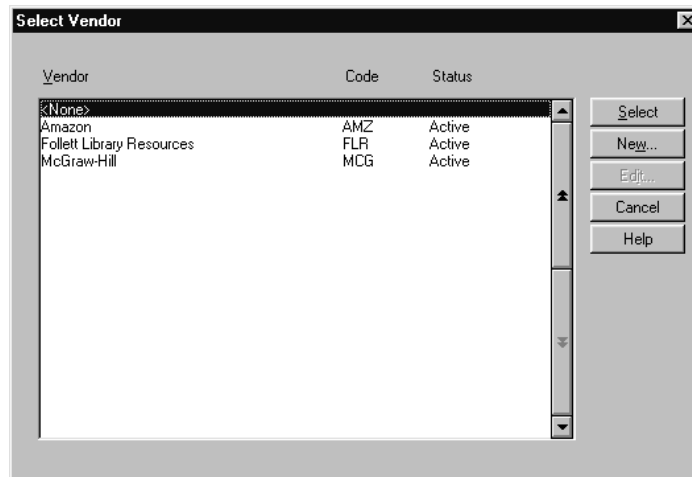 Select Vendor
Vendor Code Status
<None>
Amazon AMZ Active
Follett Library Resources FLR Active
McGraw-Hill MCG Active
Select
New...
Edit...
Cancel
Help